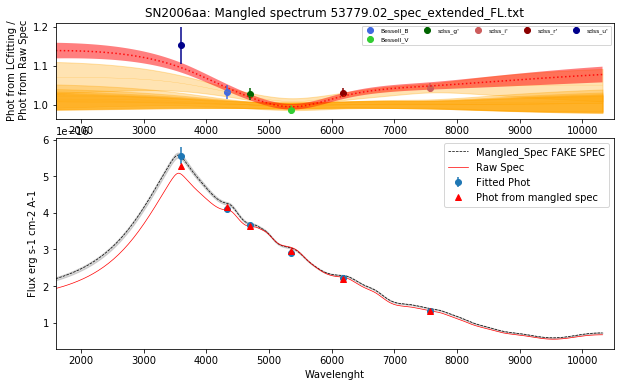 SN2006aa: Mangled spectrum 53779.02_spec_extended_FL.txt
Phot from LCfitting /
Phot from Raw Spec
1.2
1.1
1.0
Bessell_B
Bessell_V
sdss_g'
sdss_i'
sdss_r'
sdss_u'
2000 3000 4000 5000 6000 7000 8000 9000 10000
Flux erg s-1 cm-2 A-1
6
5
4
3
2
1
Mangled_Spec FAKE SPEC
Raw Spec
Fitted Phot
Phot from mangled spec
2000 3000 4000 5000 6000 7000 8000 9000 10000
Wavelenght